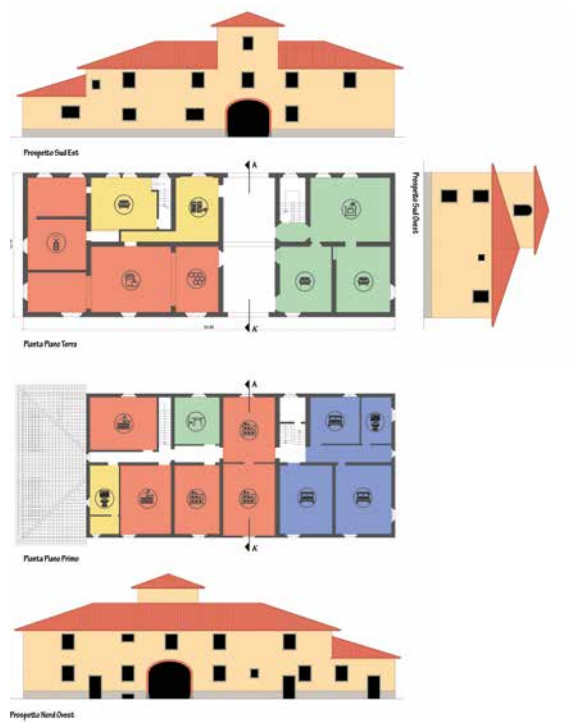 Prospetto Sud Est
A
Prospetto Sud Ovest
A'
Pianta Piano Terra
A
A'
Pianta Piano Primo
Prospetto Nord Ovest